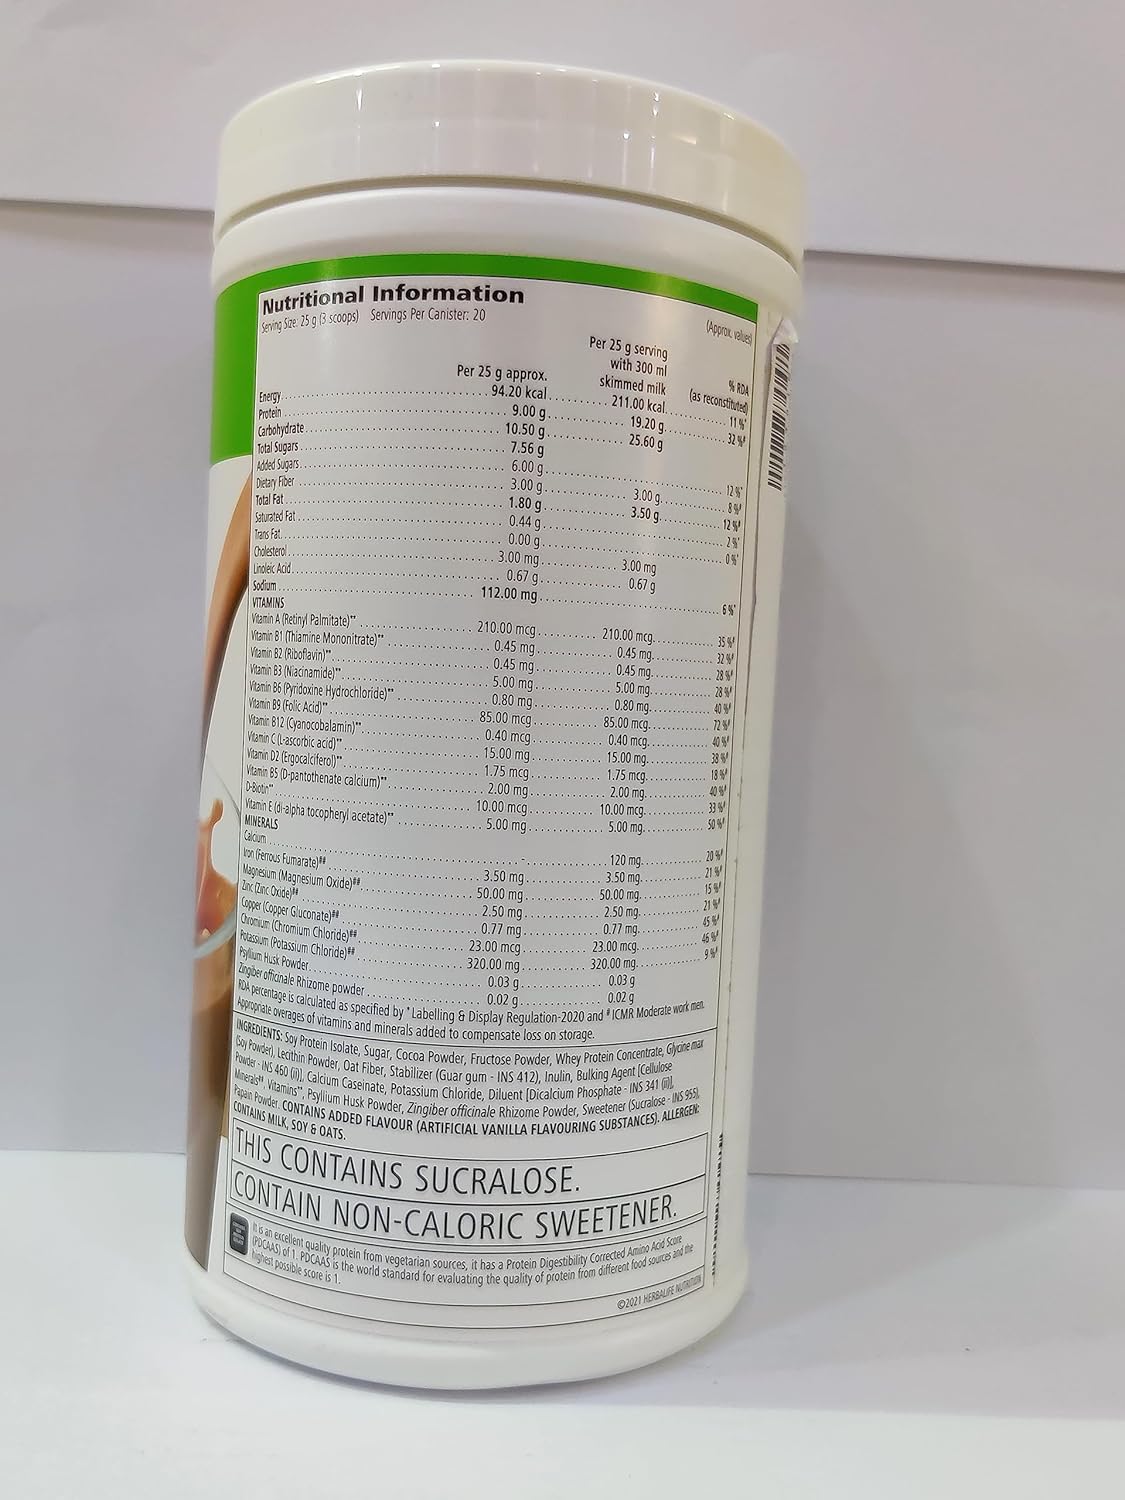 Nutritional Information
Serving Size: 25 g (3 scoops) Servings Per Canister: 20
(Approx. values)
Per 25 g approx. Per 25 g serving with 300 ml skimmed milk % RDA (as reconstituted)
Energy 94.20 kcal 211.00 kcal 11 %*
Protein 9.00 g 19.20 g 32 %#
Carbohydrate 10.50 g 25.60 g
Total Sugars 7.56 g
Added Sugars 6.00 g 12 %*
Dietary Fiber 3.00 g 3.00 g 8 %#
Total Fat 1.80 g 3.50 g 12 %#
Saturated Fat 0.44 g 2 %*
Trans Fat 0.00 g 0 %*
Cholesterol 3.00 mg 3.00 mg
Linoleic Acid 0.67 g 0.67 g
Sodium 112.00 mg 6 %*
VITAMINS
Vitamin A (Retinyl Palmitate)** 210.00 mcg 210.00 mcg 35 %#
Vitamin B1 (Thiamine Mononitrate)** 0.45 mg 0.45 mg 32 %#
Vitamin B2 (Riboflavin)** 0.45 mg 0.45 mg 28 %#
Vitamin B3 (Niacinamide)** 5.00 mg 5.00 mg 28 %#
Vitamin B6 (Pyridoxine Hydrochloride)** 0.80 mg 0.80 mg 40 %#
Vitamin B9 (Folic Acid)** 85.00 mcg 85.00 mcg 72 %#
Vitamin B12 (Cyanocobalamin)** 0.40 mcg 0.40 mcg 40 %#
Vitamin C (L-ascorbic acid)** 15.00 mg 15.00 mg 38 %#
Vitamin D2 (Ergocalciferol)** 1.75 mcg 1.75 mcg 18 %#
Vitamin B5 (D-pantothenate calcium)** 2.00 mg 2.00 mg 40 %#
D-Biotin** 10.00 mcg 10.00 mcg 33 %#
Vitamin E (dl-alpha tocopheryl acetate)** 5.00 mg 5.00 mg 50 %#
MINERALS
Calcium - 120 mg 20 %#
Iron (Ferrous Fumarate)## 3.50 mg 3.50 mg 21 %#
Magnesium (Magnesium Oxide)## 50.00 mg 50.00 mg 15 %#
Zinc (Zinc Oxide)## 2.50 mg 2.50 mg 21 %#
Copper (Copper Gluconate)## 0.77 mg 0.77 mg 45 %#
Chromium (Chromium Chloride)## 23.00 mcg 23.00 mcg 46 %#
Potassium (Potassium Chloride)## 320.00 mg 320.00 mg 9 %#
Psyllium Husk Powder 0.03 g 0.03 g
Zingiber officinale Rhizome powder 0.02 g 0.02 g
RDA percentage is calculated as specified by *Labelling & Display Regulation-2020 and #ICMR Moderate work men.
Appropriate overages of vitamins and minerals added to compensate loss on storage.
INGREDIENTS: Soy Protein Isolate, Sugar, Cocoa Powder, Fructose Powder, Whey Protein Concentrate, Glycine max
(Soy Powder), Lecithin Powder, Oat Fiber, Stabilizer (Guar gum - INS 412), Inulin, Bulking Agent [Cellulose
Powder - INS 460 (ii)], Calcium Caseinate, Potassium Chloride, Diluent [Dicalcium Phosphate - INS 341 (ii)],
Minerals##, Vitamins**, Psyllium Husk Powder, Zingiber officinale Rhizome Powder, Sweetener (Sucralose - INS 955),
Papain Powder. CONTAINS ADDED FLAVOUR (ARTIFICIAL VANILLA FLAVOURING SUBSTANCES). ALLERGEN:
CONTAINS MILK, SOY & OATS.
THIS CONTAINS SUCRALOSE.
CONTAIN NON-CALORIC SWEETENER.
It is an excellent quality protein from vegetarian sources, it has a Protein Digestibility Corrected Amino Acid Score
(PDCAAS) of 1. PDCAAS is the world standard for evaluating the quality of protein from different food sources and the
highest possible score is 1.
©2021 HERBALIFE NUTRITION